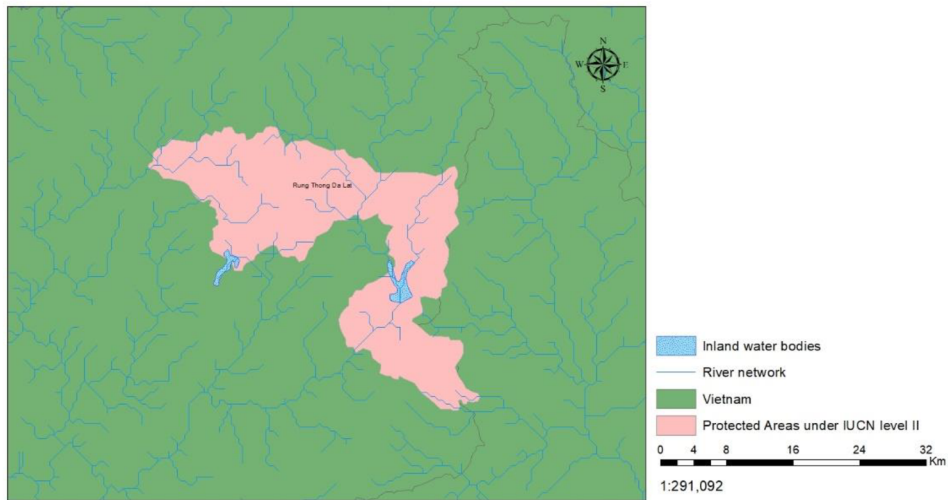 N
W E
S
Rung Thong Da Lat
Inland water bodies
River network
Vietnam
Protected Areas under IUCN level II
0 4 8 16 24 32
Km
1:291,092